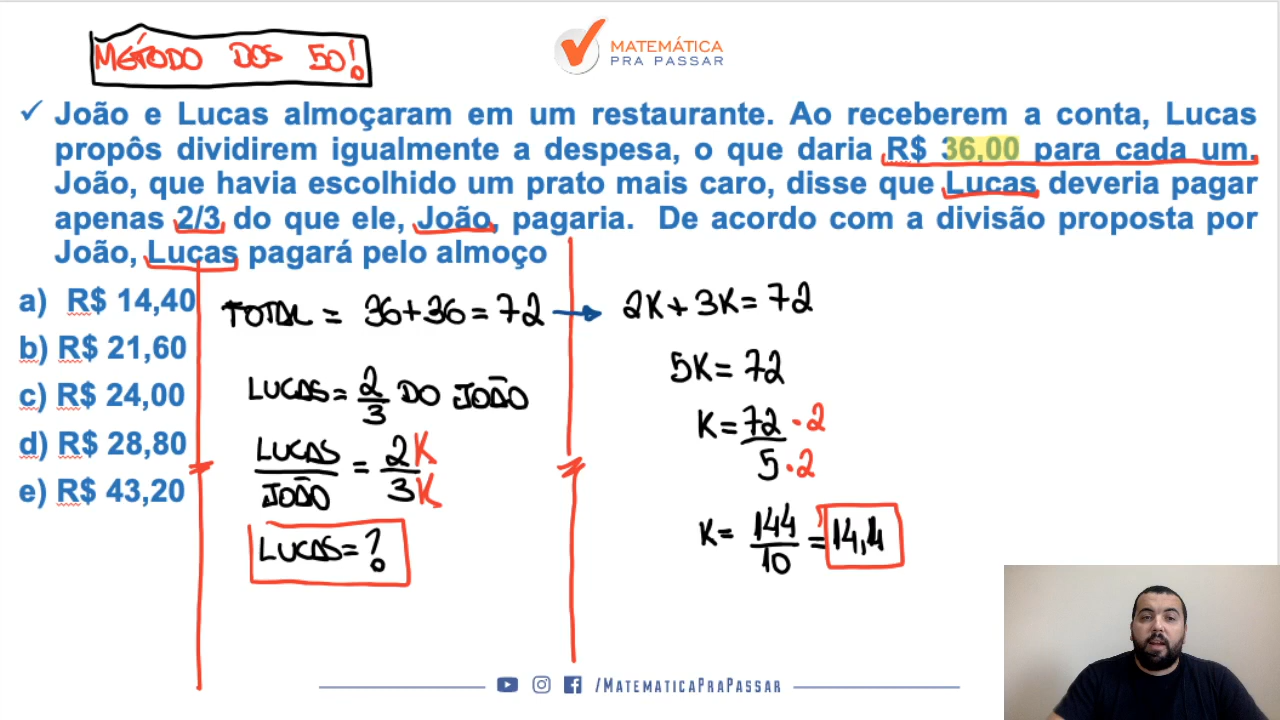 MÉTODO DOS 50!
MATEMÁTICA
PRA PASSAR
✓ João e Lucas almoçaram em um restaurante. Ao receberem a conta, Lucas
propôs dividirem igualmente a despesa, o que daria R$ 36,00 para cada um.
João, que havia escolhido um prato mais caro, disse que Lucas deveria pagar
apenas 2/3 do que ele, João, pagaria. De acordo com a divisão proposta por
João, Lucas pagará pelo almoço
a) R$ 14,40
b) R$ 21,60
c) R$ 24,00
d) R$ 28,80
e) R$ 43,20
TOTAL = 36+36=72
LUCAS = 2/3 DO JOÃO
LUCAS/JOÃO = 2K/3K
LUCAS = ?
2K + 3K = 72
5K = 72
K = 72·2/5·2
K = 144/10 = 14,4
/MATEMATICAPRAPASSAR